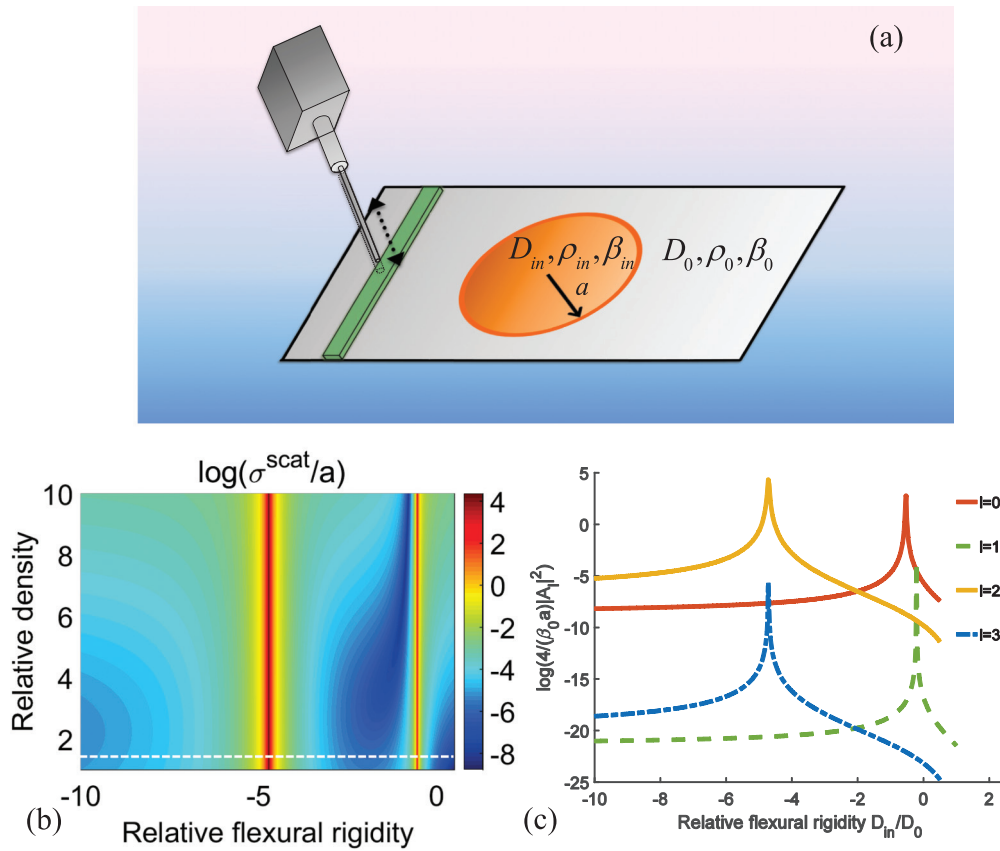 (a)
D_in, ρ_in, β_in
a
D_0, ρ_0, β_0
log(σ^scat/a)
10
8
6
4
2
-10
-5
0
4
2
0
-2
-4
-6
-8
Relative density
Relative flexural rigidity
(b)
5
0
-5
-10
-15
-20
-25
-10
-8
-6
-4
-2
0
2
log(4/(β_0a)|A_l|^2)
Relative flexural rigidity D_in/D_0
l=0
l=1
l=2
l=3
(c)